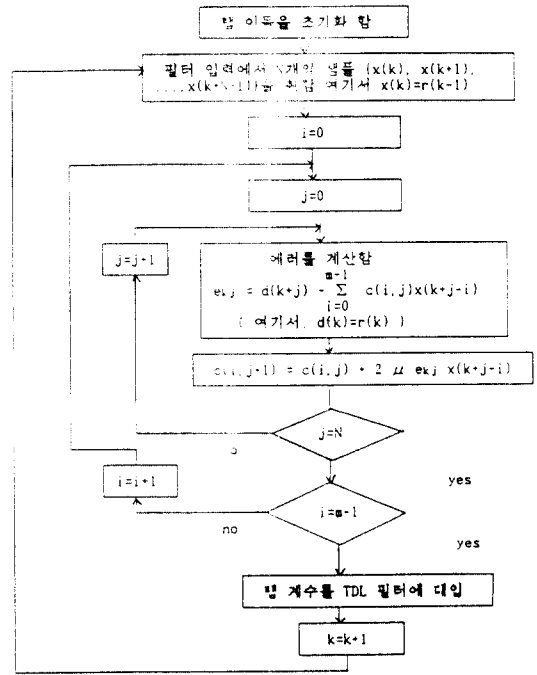 탭 이득을 초기화 함
필터 입력에서 N개의 샘플 {x(k), x(k+1),
...,x(k+N-1)}을 취함 여기서 x(k)=r(k-1)
i=0
j=0
j=j+1
에러를 계산함
m-1
ekj = d(k+j) - Σ c(i,j)x(k+j-i)
i=0
( 여기서, d(k)=r(k) )
c(i,j+1) = c(i,j) + 2 μ ekj x(k+j-i)
j=N
i=i+1
yes
i=m-1
no
yes
탭 계수를 TDL 필터에 대입
k=k+1